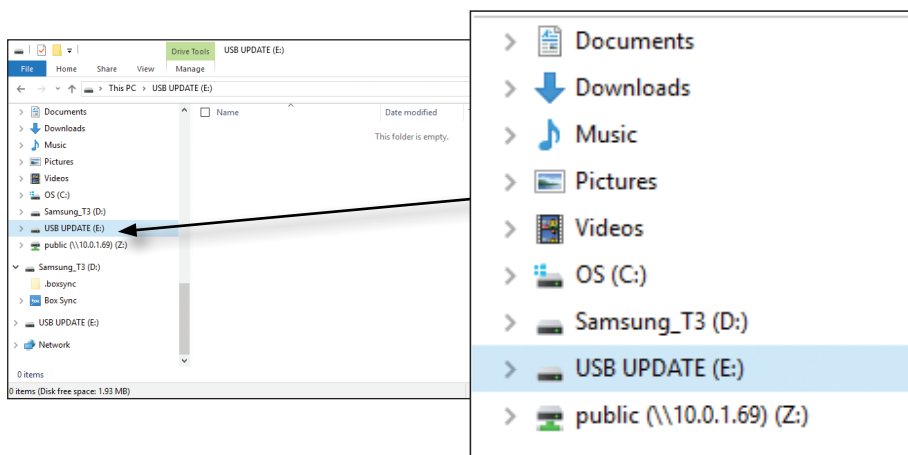 Drive Tools USB UPDATE (E:)
File Home Share View Manage
This PC > USB UPDATE (E:)
Documents
Downloads
Music
Pictures
Videos
OS (C:)
Samsung_T3 (D:)
USB UPDATE (E:)
public (\\10.0.1.69) (Z:)
Samsung_T3 (D:)
.boxsync
Box Sync
USB UPDATE (E:)
Network
Name Date modified
This folder is empty.
0 items
0 items (Disk free space: 1.93 MB)
Documents
Downloads
Music
Pictures
Videos
OS (C:)
Samsung_T3 (D:)
USB UPDATE (E:)
public (\\10.0.1.69) (Z:)